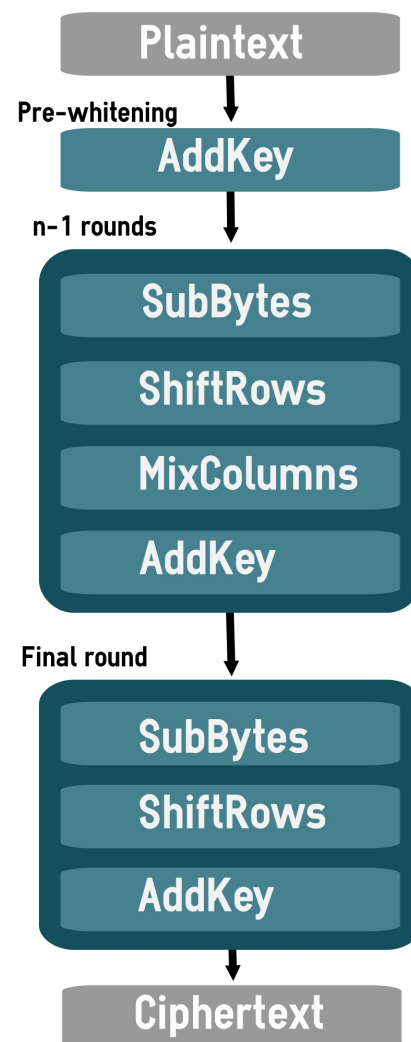 Plaintext
Pre-whitening
AddKey
n-1 rounds
SubBytes
ShiftRows
MixColumns
AddKey
Final round
SubBytes
ShiftRows
AddKey
Ciphertext